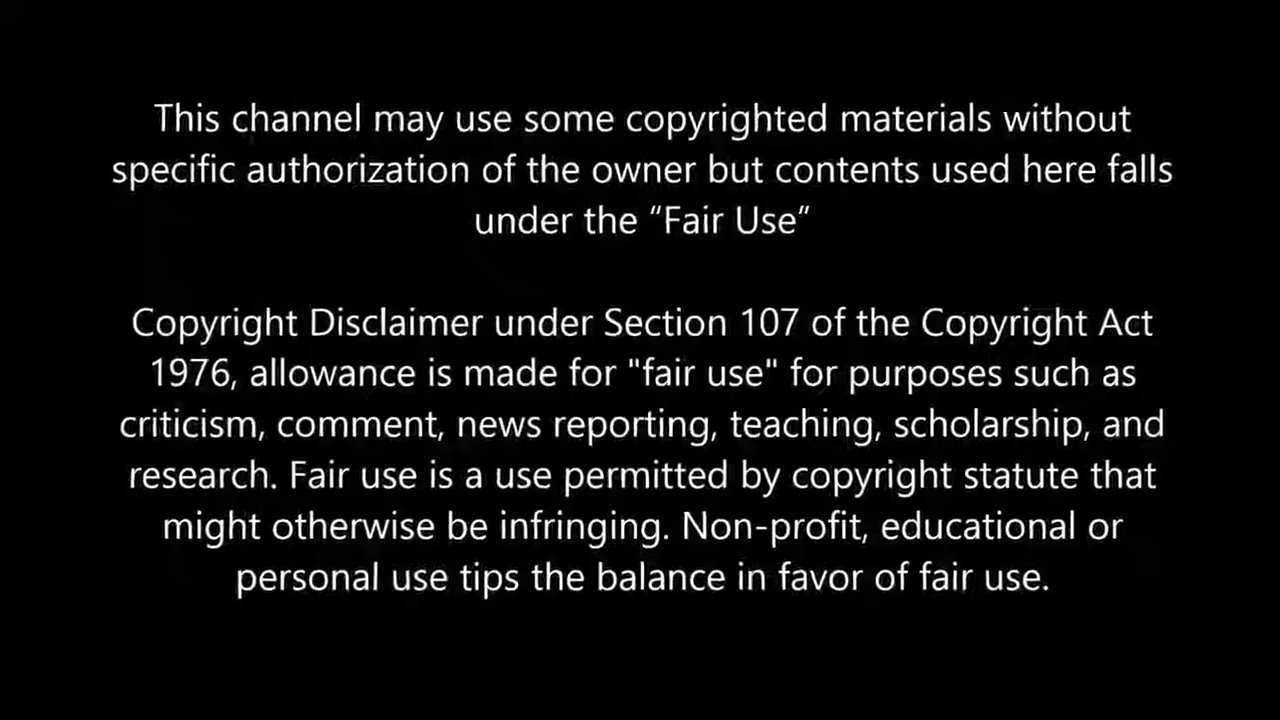 This channel may use some copyrighted materials without
specific authorization of the owner but contents used here falls
under the “Fair Use”
Copyright Disclaimer under Section 107 of the Copyright Act
1976, allowance is made for "fair use" for purposes such as
criticism, comment, news reporting, teaching, scholarship, and
research. Fair use is a use permitted by copyright statute that
might otherwise be infringing. Non-profit, educational or
personal use tips the balance in favor of fair use.